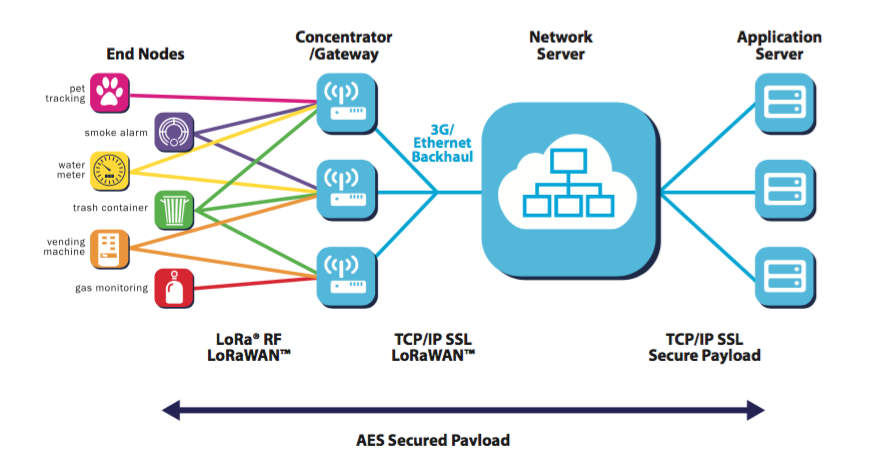 End Nodes
Concentrator
/Gateway
Network
Server
Application
Server
pet
tracking
smoke alarm
water
meter
trash container
vending
machine
gas monitoring
3G/
Ethernet
Backhaul
LoRa® RF
LoRaWAN™
TCP/IP SSL
LoRaWAN™
TCP/IP SSL
Secure Payload
AES Secured Payload